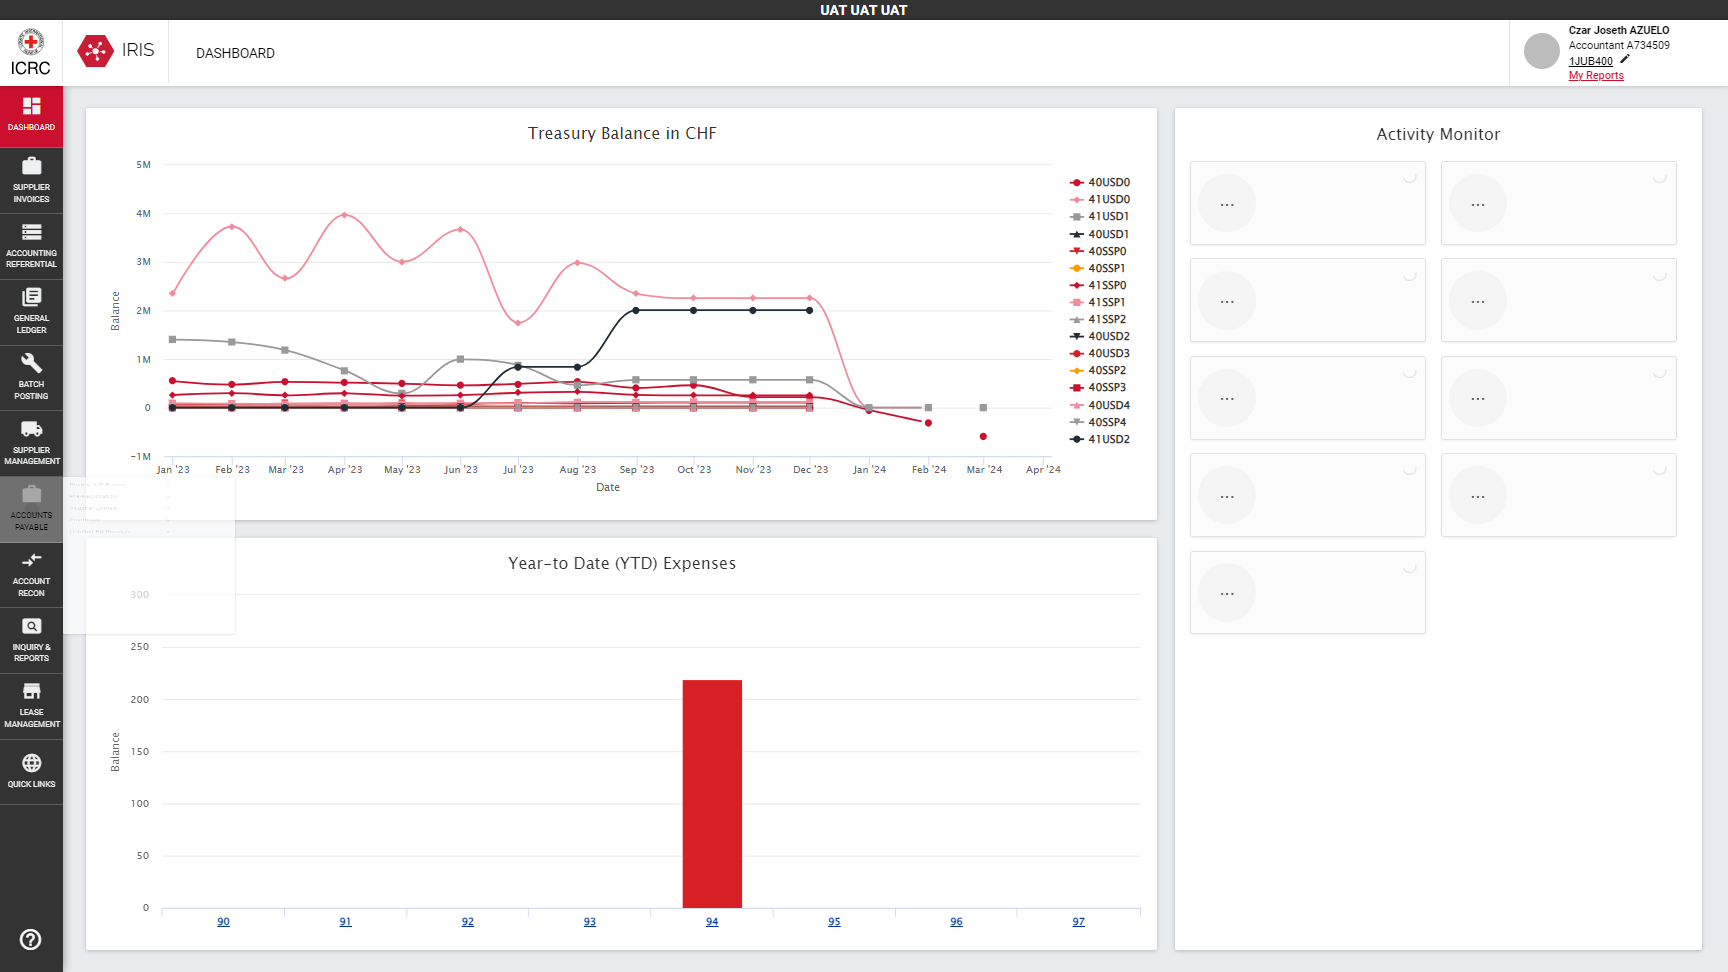 UAT UAT UAT
ICRC
IRIS
DASHBOARD
Czar Joseth AZUELO
Accountant A734509
1JUB400
My Reports
DASHBOARD
SUPPLIER
INVOICES
ACCOUNTING
REFERENTIAL
GENERAL
LEDGER
BATCH
POSTING
SUPPLIER
MANAGEMENT
ACCOUNTS
PAYABLE
ACCOUNT
RECON
INQUIRY &
REPORTS
LEASE
MANAGEMENT
QUICK LINKS
Treasury Balance in CHF
5M
4M
3M
2M
1M
0
−1M
Balance
Jan '23
Feb '23
Mar '23
Apr '23
May '23
Jun '23
Jul '23
Aug '23
Sep '23
Oct '23
Nov '23
Dec '23
Jan '24
Feb '24
Mar '24
Apr '24
Date
40USD0
41USD0
41USD1
40USD1
40SSP0
40SSP1
41SSP0
41SSP1
41SSP2
40USD2
40USD3
40SSP2
40SSP3
40USD4
40SSP4
41USD2
Year-to Date (YTD) Expenses
300
250
200
150
100
50
0
Balance
90
91
92
93
94
95
96
97
Activity Monitor
...
...
...
...
...
...
...
...
...